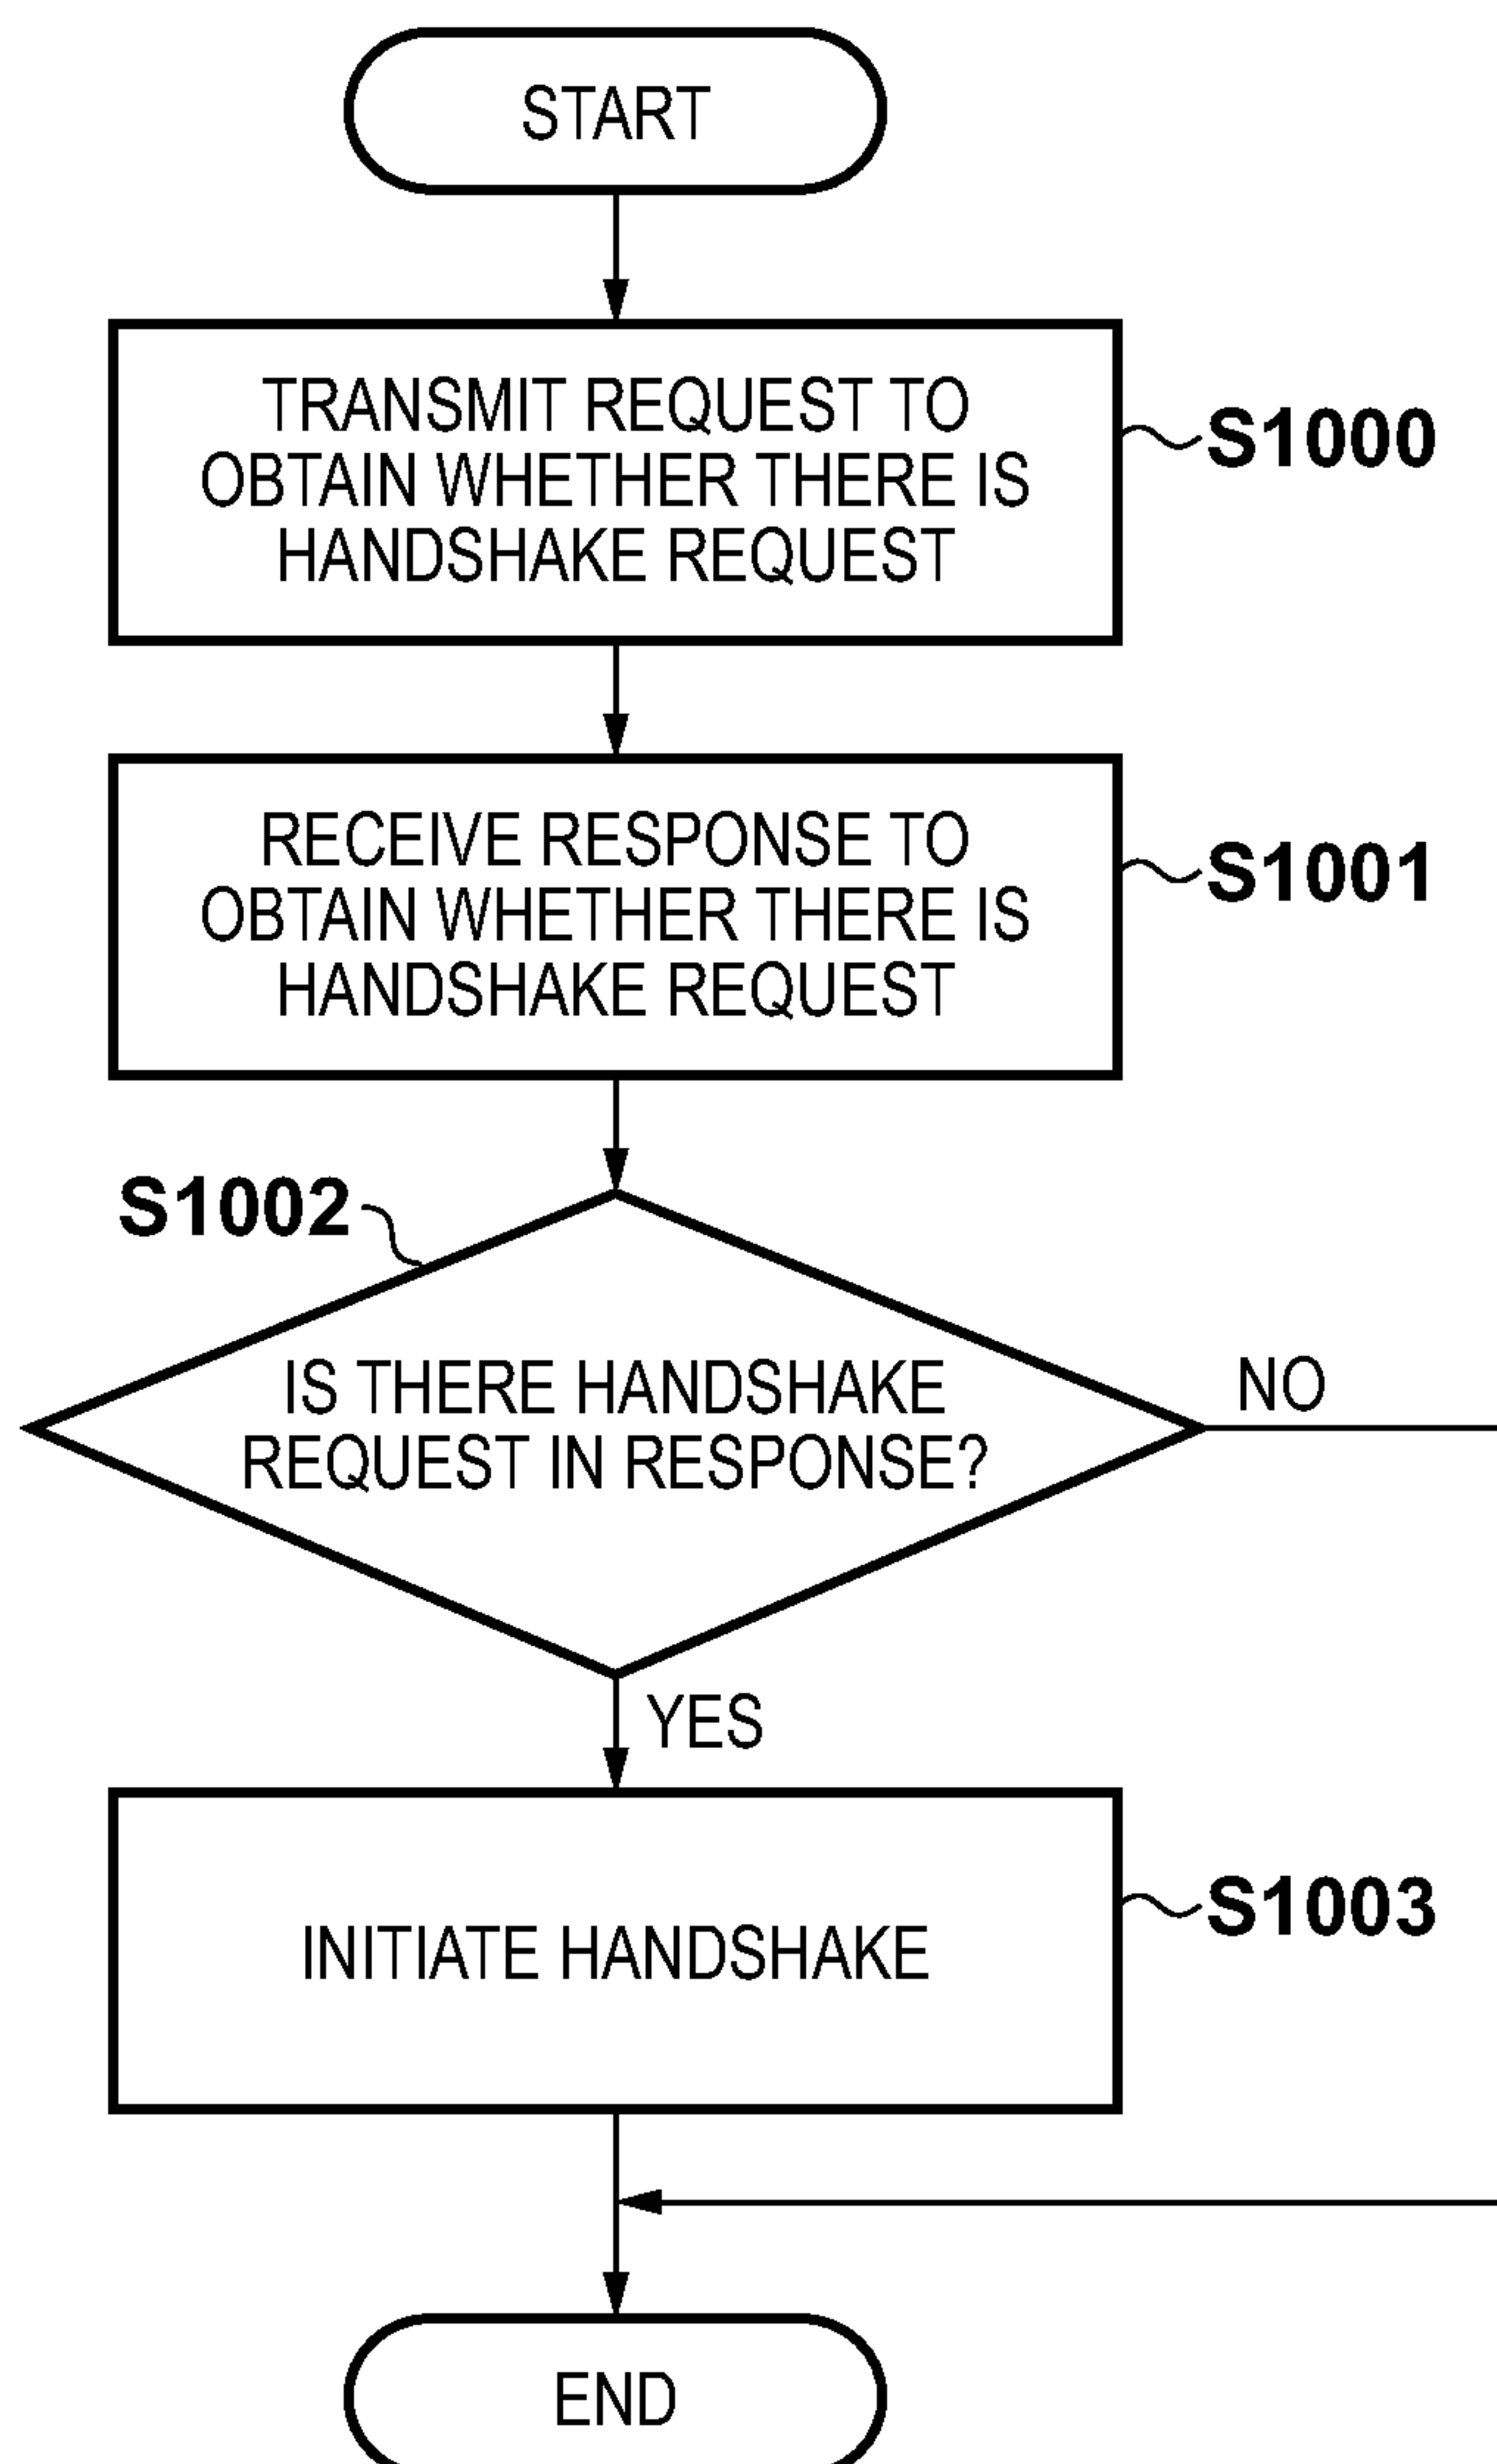 START
TRANSMIT REQUEST TO
OBTAIN WHETHER THERE IS
HANDSHAKE REQUEST
S1000
RECEIVE RESPONSE TO
OBTAIN WHETHER THERE IS
HANDSHAKE REQUEST
S1001
S1002
IS THERE HANDSHAKE
REQUEST IN RESPONSE?
NO
YES
INITIATE HANDSHAKE
S1003
END